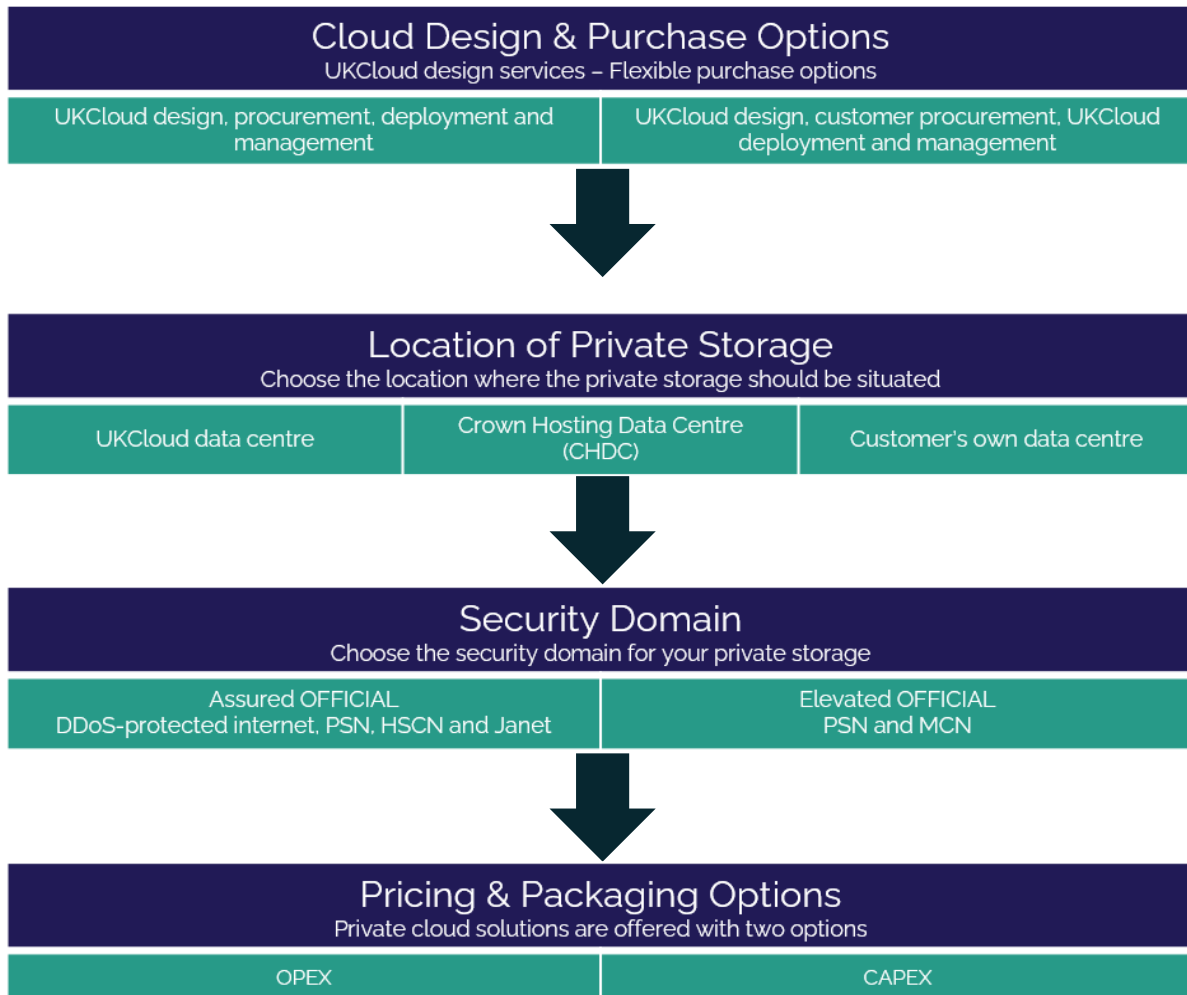 Cloud Design & Purchase Options
UKCloud design services – Flexible purchase options
UKCloud design, procurement, deployment and
management
UKCloud design, customer procurement, UKCloud
deployment and management
Location of Private Storage
Choose the location where the private storage should be situated
UKCloud data centre
Crown Hosting Data Centre
(CHDC)
Customer's own data centre
Security Domain
Choose the security domain for your private storage
Assured OFFICIAL
DDoS-protected internet, PSN, HSCN and Janet
Elevated OFFICIAL
PSN and MCN
Pricing & Packaging Options
Private cloud solutions are offered with two options
OPEX
CAPEX